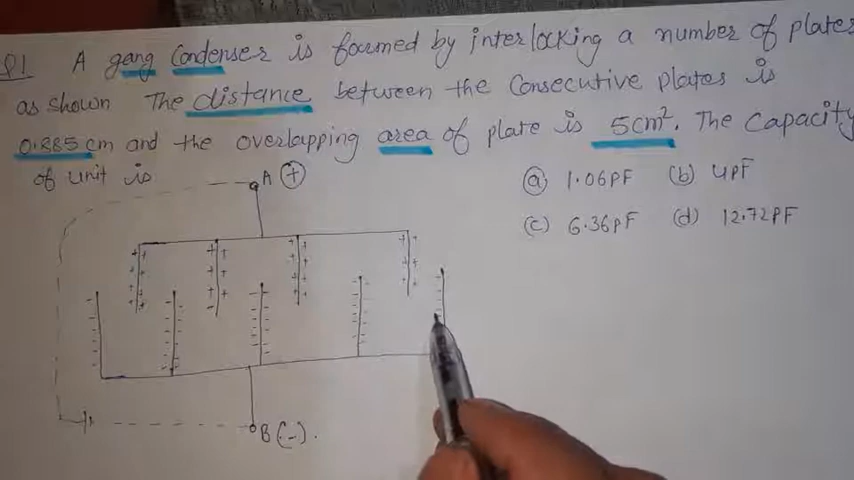 Q1 A gang Condenser is formed by interlocking a number of plates
as shown The distance between the Consecutive plates is
0.885 cm and the overlapping area of plate is 5cm². The Capacity
of unit is
(a) 1.06PF (b) 4PF
(c) 6.36pF (d) 12.72PF
A (+)
B(-).